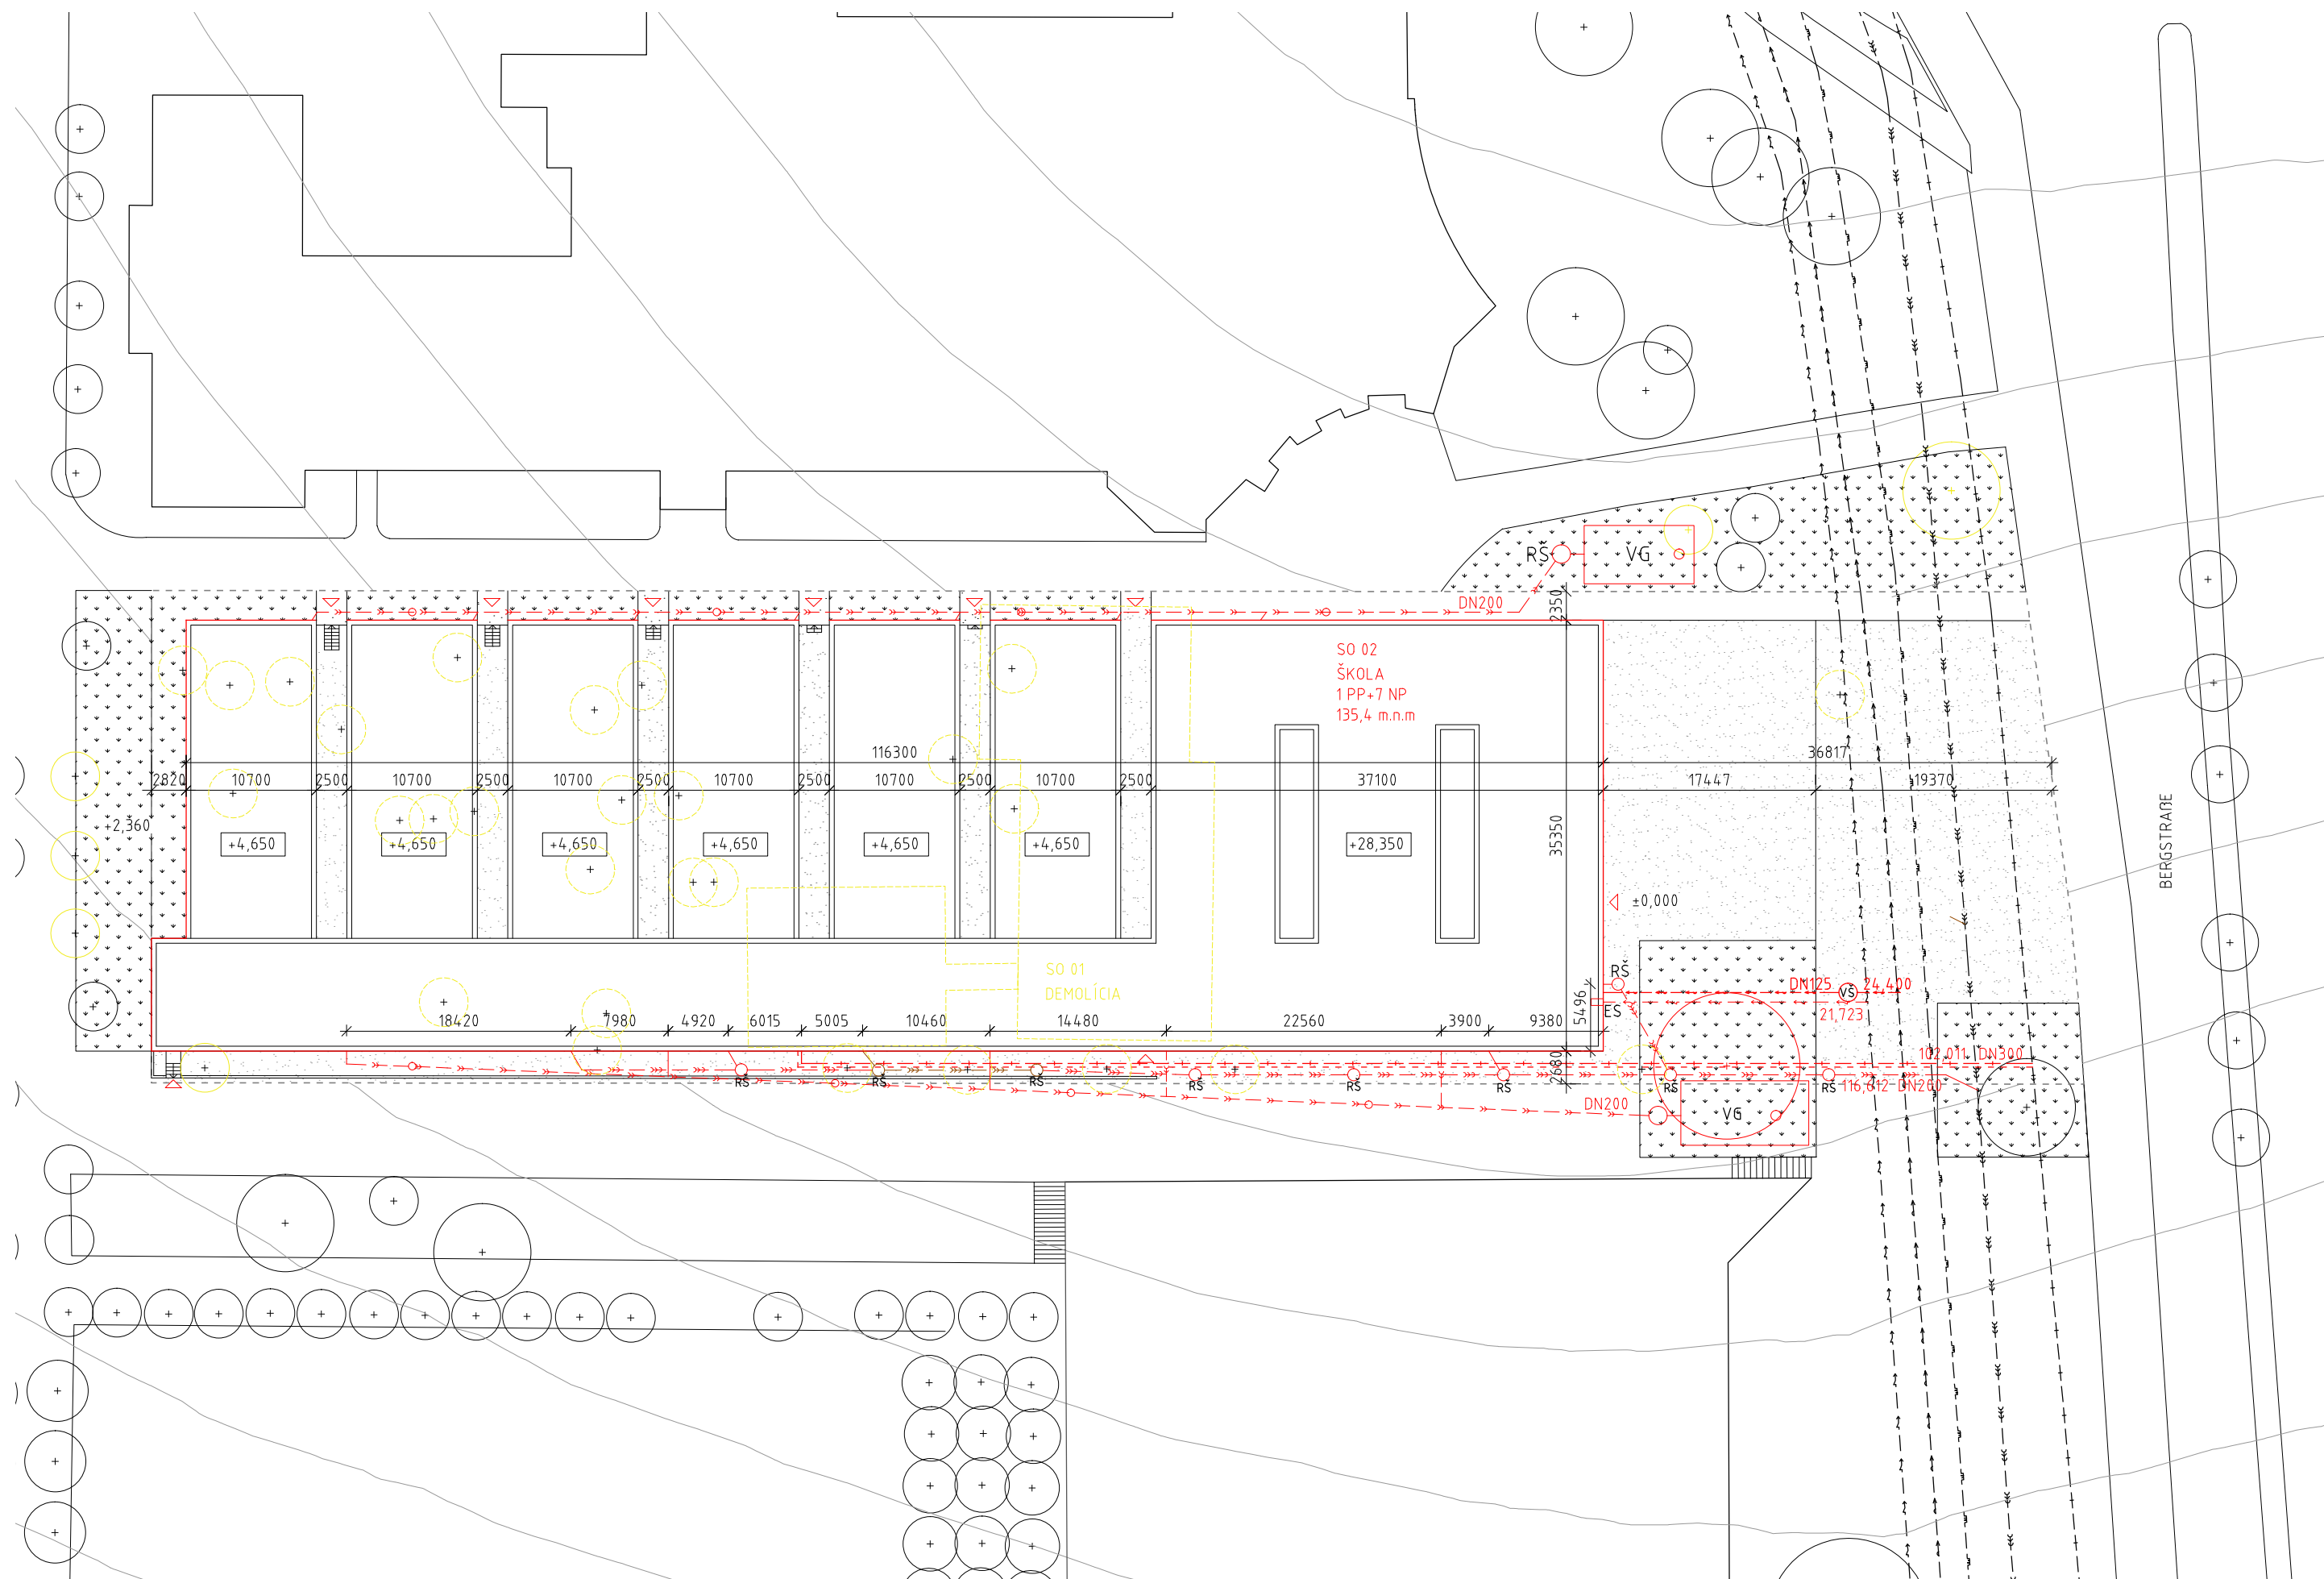 RŠ
VG
DN200
2350
SO 02
ŠKOLA
1 PP+7 NP
135,4 m.n.m
116300
36817
2820
10700
2500
10700
2500
10700
2500
10700
2500
10700
2500
10700
2500
37100
17447
19370
+2,360
+4,650
+4,650
+4,650
+4,650
+4,650
+4,650
+28,350
35350
BERGSTRAßE
±0,000
SO 01
DEMOLÍCIA
RŠ
DN125
VŠ
24,400
5496
ES
21,723
18420
7980
4920
6015
5005
10460
14480
22560
3900
9380
2680
102,011 DN300
RŠ
RŠ
RŠ
RŠ
RŠ
RŠ
RŠ
RŠ
116,612 DN200
DN200
VG